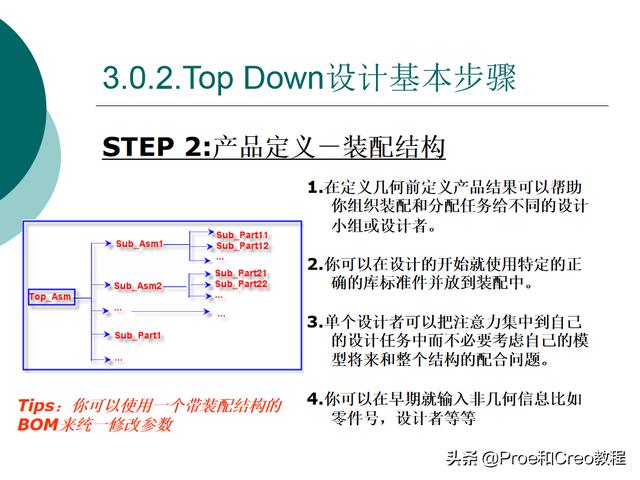 3.0.2.Top Down设计基本步骤
STEP 2:产品定义－装配结构
1.在定义几何前定义产品结果可以帮助
你组织装配和分配任务给不同的设计
小组或设计者。
2.你可以在设计的开始就使用特定的正
确的库标准件并放到装配中。
3.单个设计者可以把注意力集中到自己
的设计任务中而不必要考虑自己的模
型将来和整个结构的配合问题。
4.你可以在早期就输入非几何信息比如
零件号，设计者等等
Top_Asm
Sub_Asm1
Sub_Part11
Sub_Part12
...
Sub_Asm2
Sub_Part21
Sub_Part22
...
...
...
Sub_Part1
...
Tips：你可以使用一个带装配结构的
BOM来统一修改参数
头条 @Proe和Creo教程